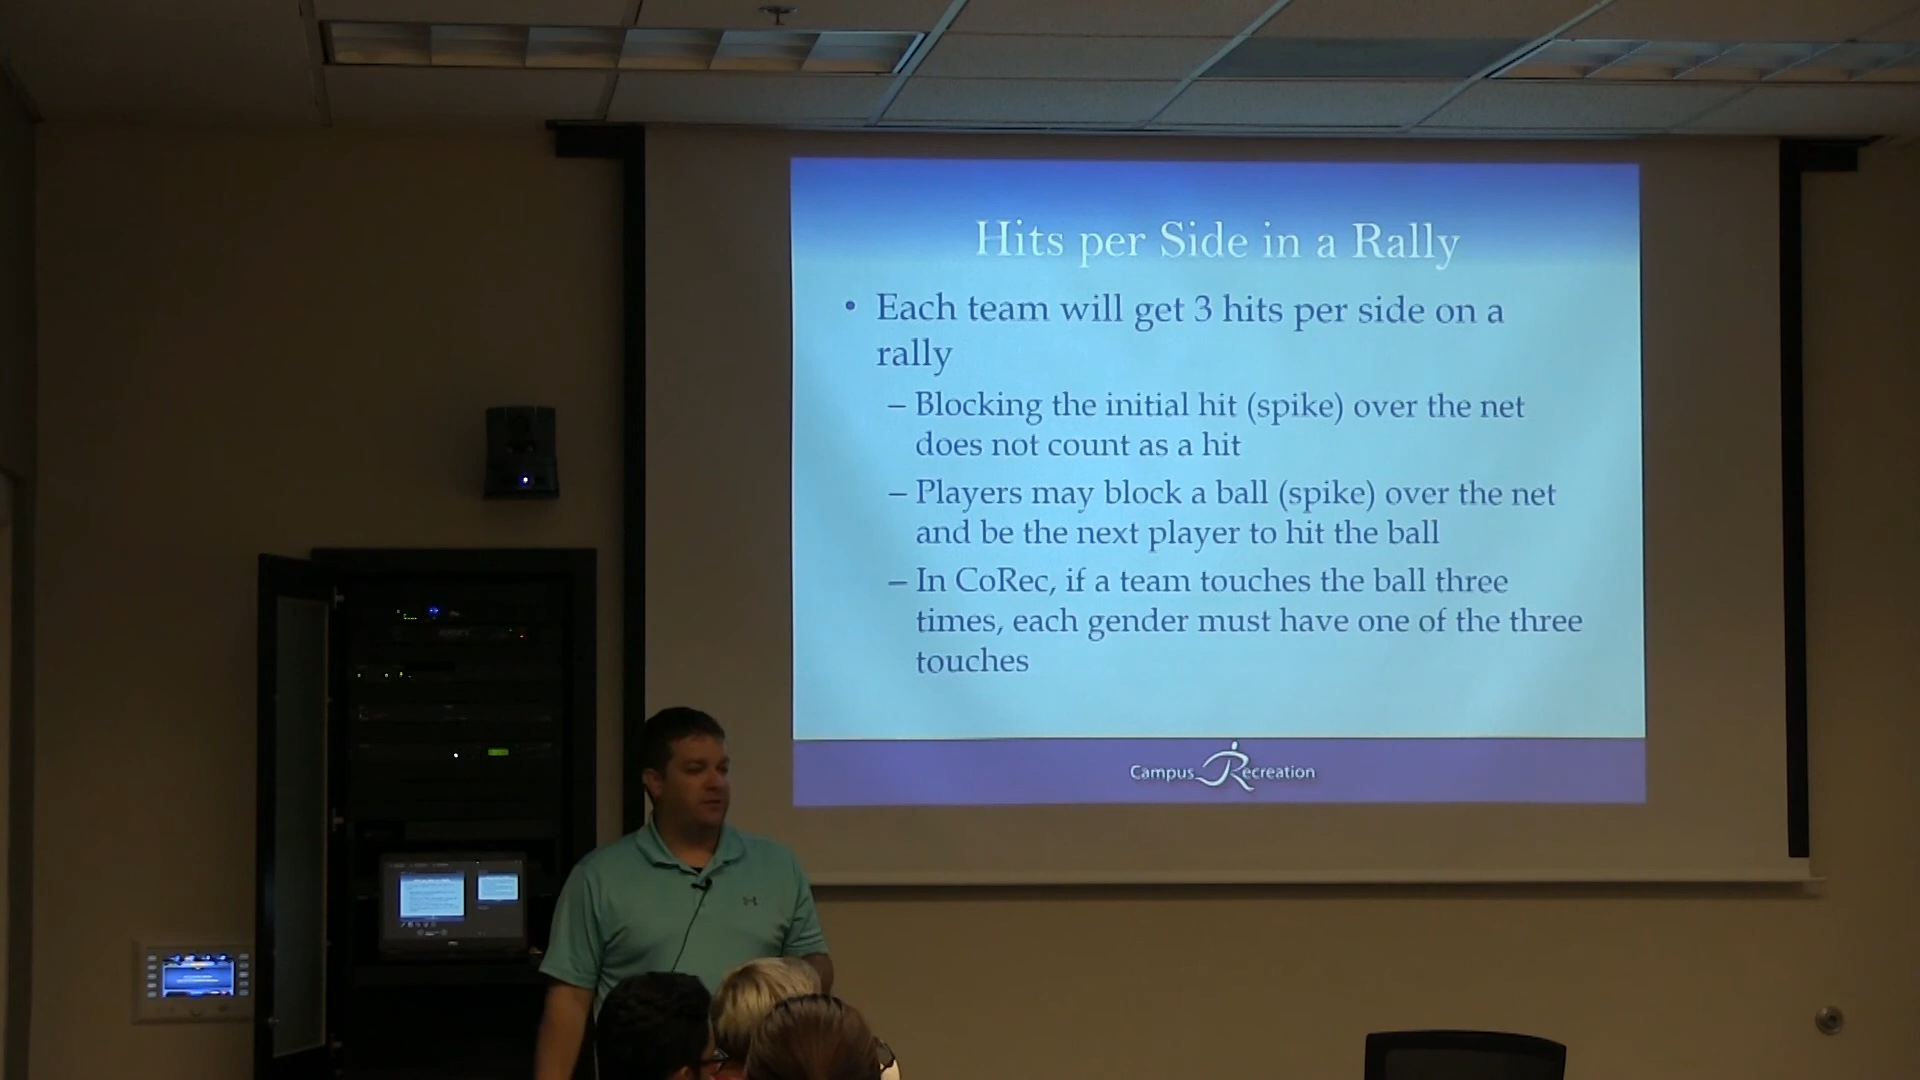 Hits per Side in a Rally
• Each team will get 3 hits per side on a
rally
– Blocking the initial hit (spike) over the net
does not count as a hit
– Players may block a ball (spike) over the net
and be the next player to hit the ball
– In CoRec, if a team touches the ball three
times, each gender must have one of the three
touches
Campus Recreation